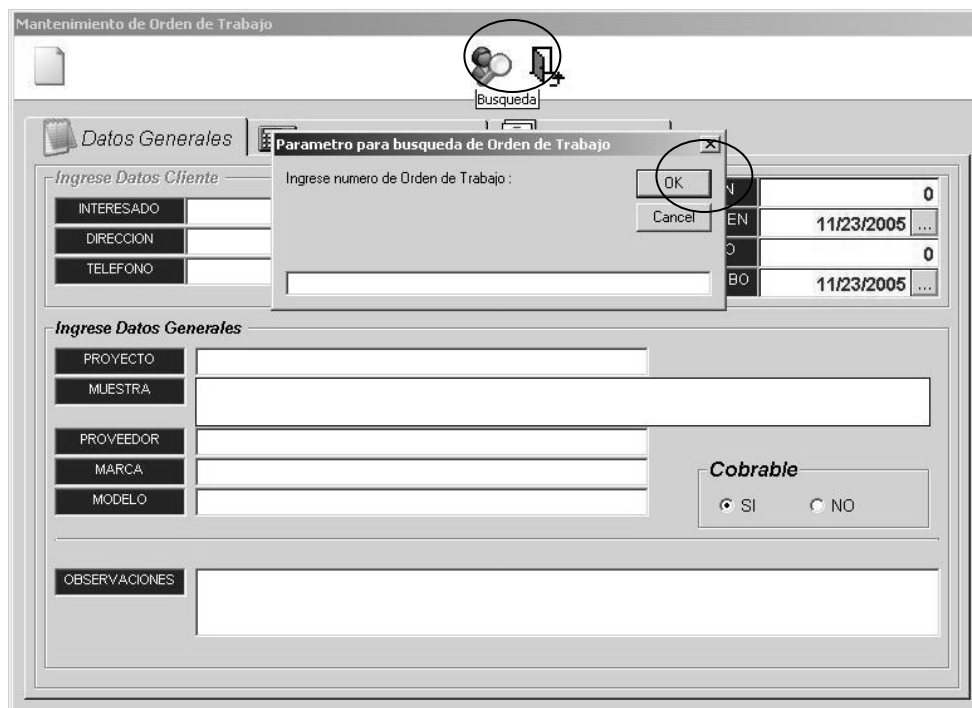 Mantenimiento de Orden de Trabajo
Busqueda
Datos Generales
Parametro para busqueda de Orden de Trabajo
Ingrese numero de Orden de Trabajo :
OK
Cancel
Ingrese Datos Cliente
INTERESADO
DIRECCION
TELEFONO
N 0
EN 11/23/2005 ...
O 0
BO 11/23/2005 ...
Ingrese Datos Generales
PROYECTO
MUESTRA
PROVEEDOR
MARCA
MODELO
Cobrable
SI NO
OBSERVACIONES